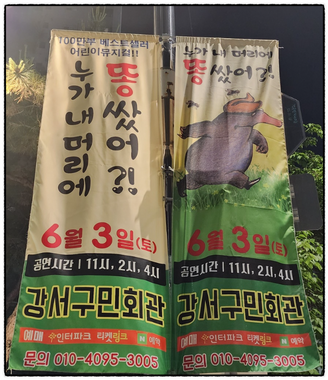 100만부 베스트셀러
어린이뮤지컬!!
누가 내 머리에
똥 쌌어?!
6월 3일(토)
공연시간 | 11시, 2시, 4시
강서구민회관
예매 인터파크 티켓링크 N 예약
문의 010-4095-3005
누가 내 머리에
똥 쌌어?!
6월 3일(토)
공연시간 | 11시, 2시, 4시
강서구민회관
예매 인터파크 티켓링크 N 예약
문의 010-4095-3005